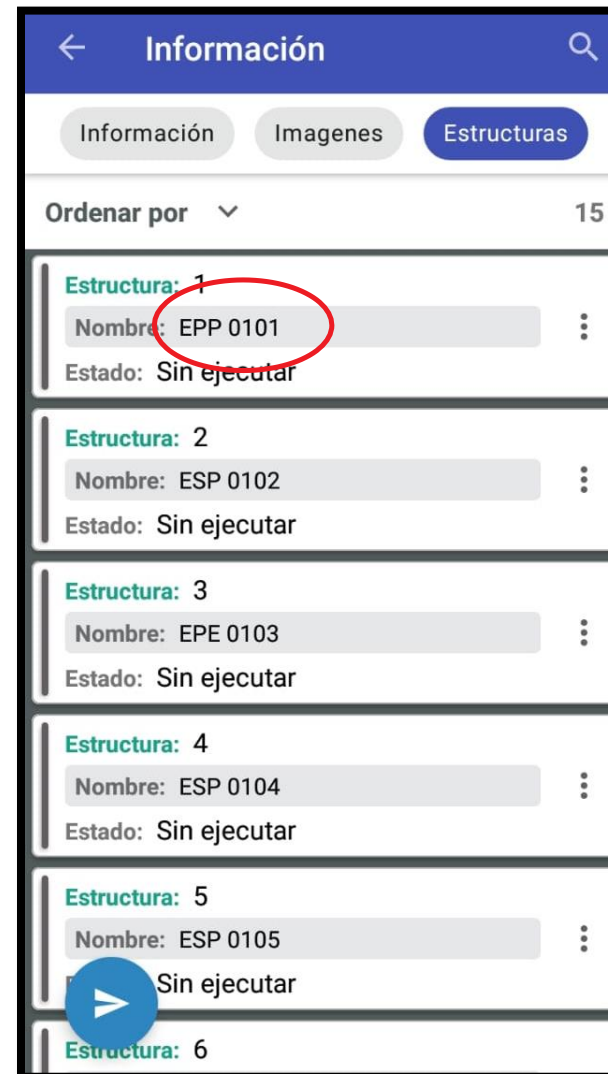 Información
Información Imagenes Estructuras
Ordenar por 15
Estructura: 1
Nombre: EPP 0101
Estado: Sin ejecutar
Estructura: 2
Nombre: ESP 0102
Estado: Sin ejecutar
Estructura: 3
Nombre: EPE 0103
Estado: Sin ejecutar
Estructura: 4
Nombre: ESP 0104
Estado: Sin ejecutar
Estructura: 5
Nombre: ESP 0105
Sin ejecutar
Estructura: 6